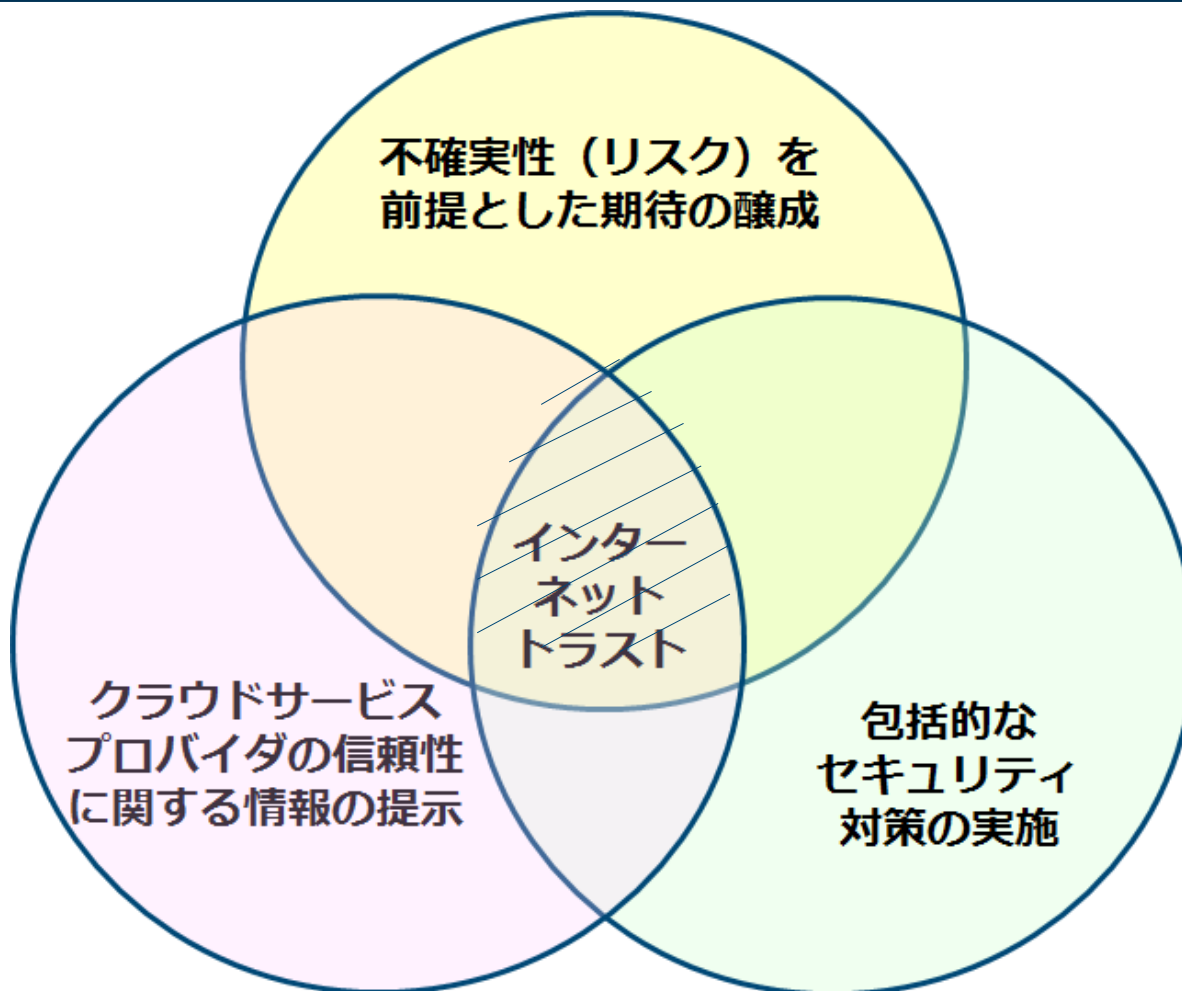 不確実性（リスク）を
前提とした期待の醸成
インター
ネット
トラスト
クラウドサービス
プロバイダの信頼性
に関する情報の提示
包括的な
セキュリティ
対策の実施